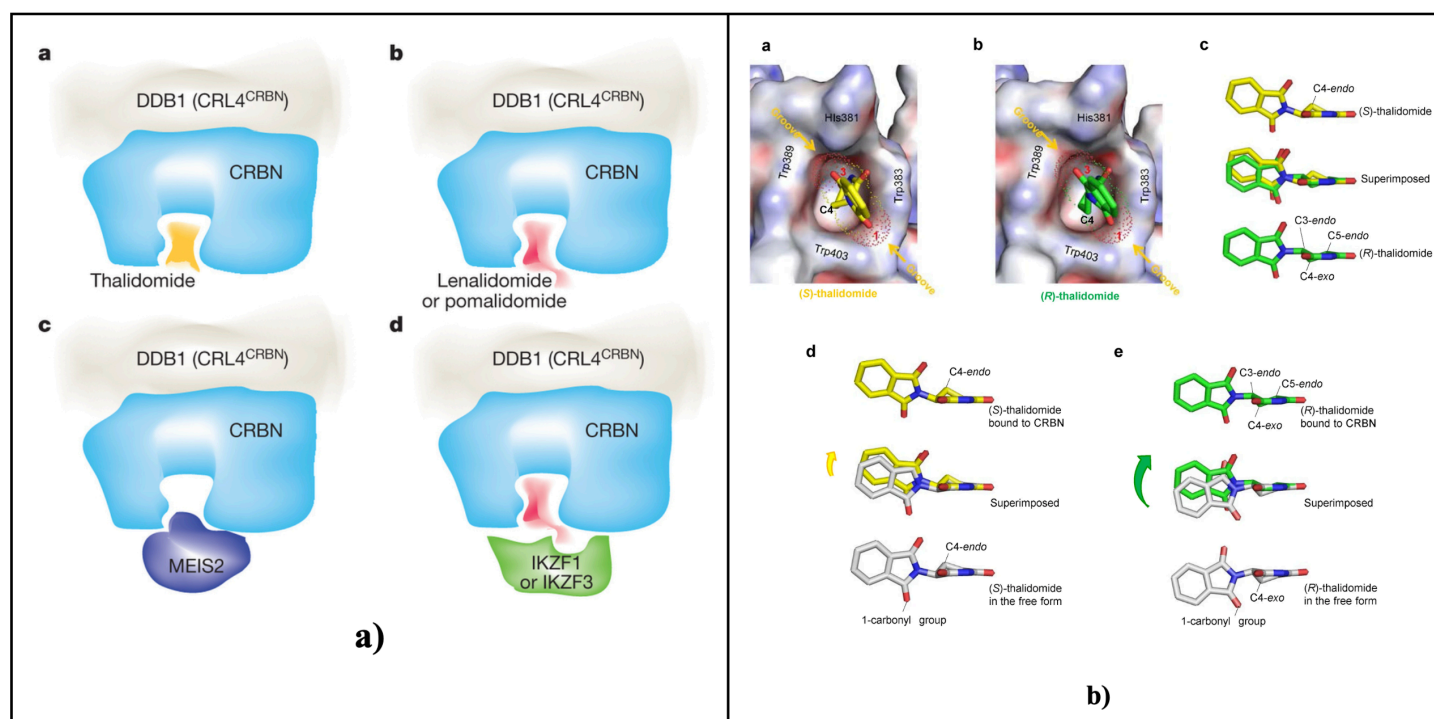 a
DDB1 (CRL4CRBN)
CRBN
Thalidomide
b
DDB1 (CRL4CRBN)
CRBN
Lenalidomide
or pomalidomide
c
DDB1 (CRL4CRBN)
CRBN
MEIS2
d
DDB1 (CRL4CRBN)
CRBN
IKZF1
or IKZF3
a)
a
His381
Groove
Trp389
Trp383
3
C4
1
Trp403
Groove
(S)-thalidomide
b
His381
Groove
Trp389
Trp383
3
C4
1
Trp403
Groove
(R)-thalidomide
c
C4-endo
(S)-thalidomide
Superimposed
C3-endo
C5-endo
(R)-thalidomide
C4-exo
d
C4-endo
(S)-thalidomide
bound to CRBN
Superimposed
C4-endo
(S)-thalidomide
in the free form
1-carbonyl group
e
C3-endo
C5-endo
(R)-thalidomide
bound to CRBN
C4-exo
Superimposed
C4-exo
(R)-thalidomide
in the free form
1-carbonyl group
b)